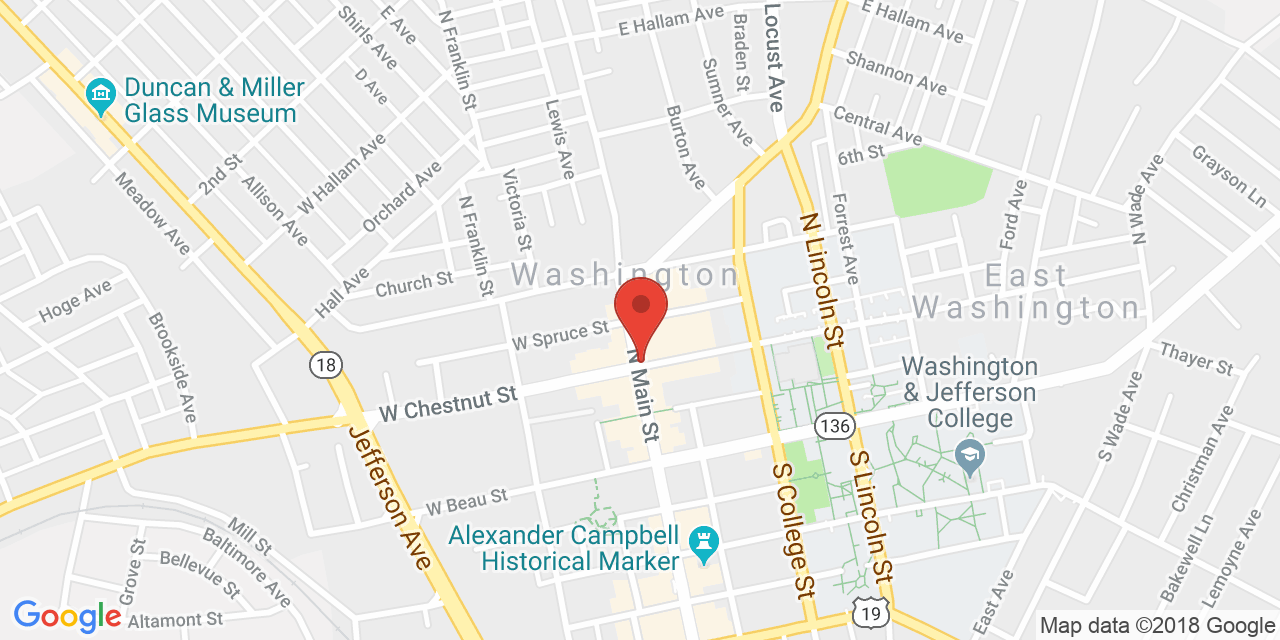 E Hallam Ave
Locust Ave
Braden St
E Hallam Ave
E Ave
Shirls Ave
N Franklin St
D Ave
Shannon Ave
Sumner Ave
Duncan & Miller
Glass Museum
Lewis Ave
Burton Ave
Central Ave
6th St
Grayson Ln
2nd St
W Hallam Ave
Orchard Ave
Allison Ave
Meadow Ave
Victoria St
N Franklin St
Forrest Ave
Ford Ave
N Wade Ave
N Lincoln St
Washington
East
Washington
Church St
Hall Ave
Hoge Ave
Brookside Ave
W Spruce St
18
N Main St
W Chestnut St
Thayer St
Washington
& Jefferson
College
136
S Wade Ave
Christman Ave
Jefferson Ave
S College St
S Lincoln St
W Beau St
Alexander Campbell
Historical Marker
Mill St
Baltimore Ave
Bellevue St
Grove St
Altamont St
Bakewell Ln
Lemoyne Ave
East Ave
19
Google
Map data ©2018 Google